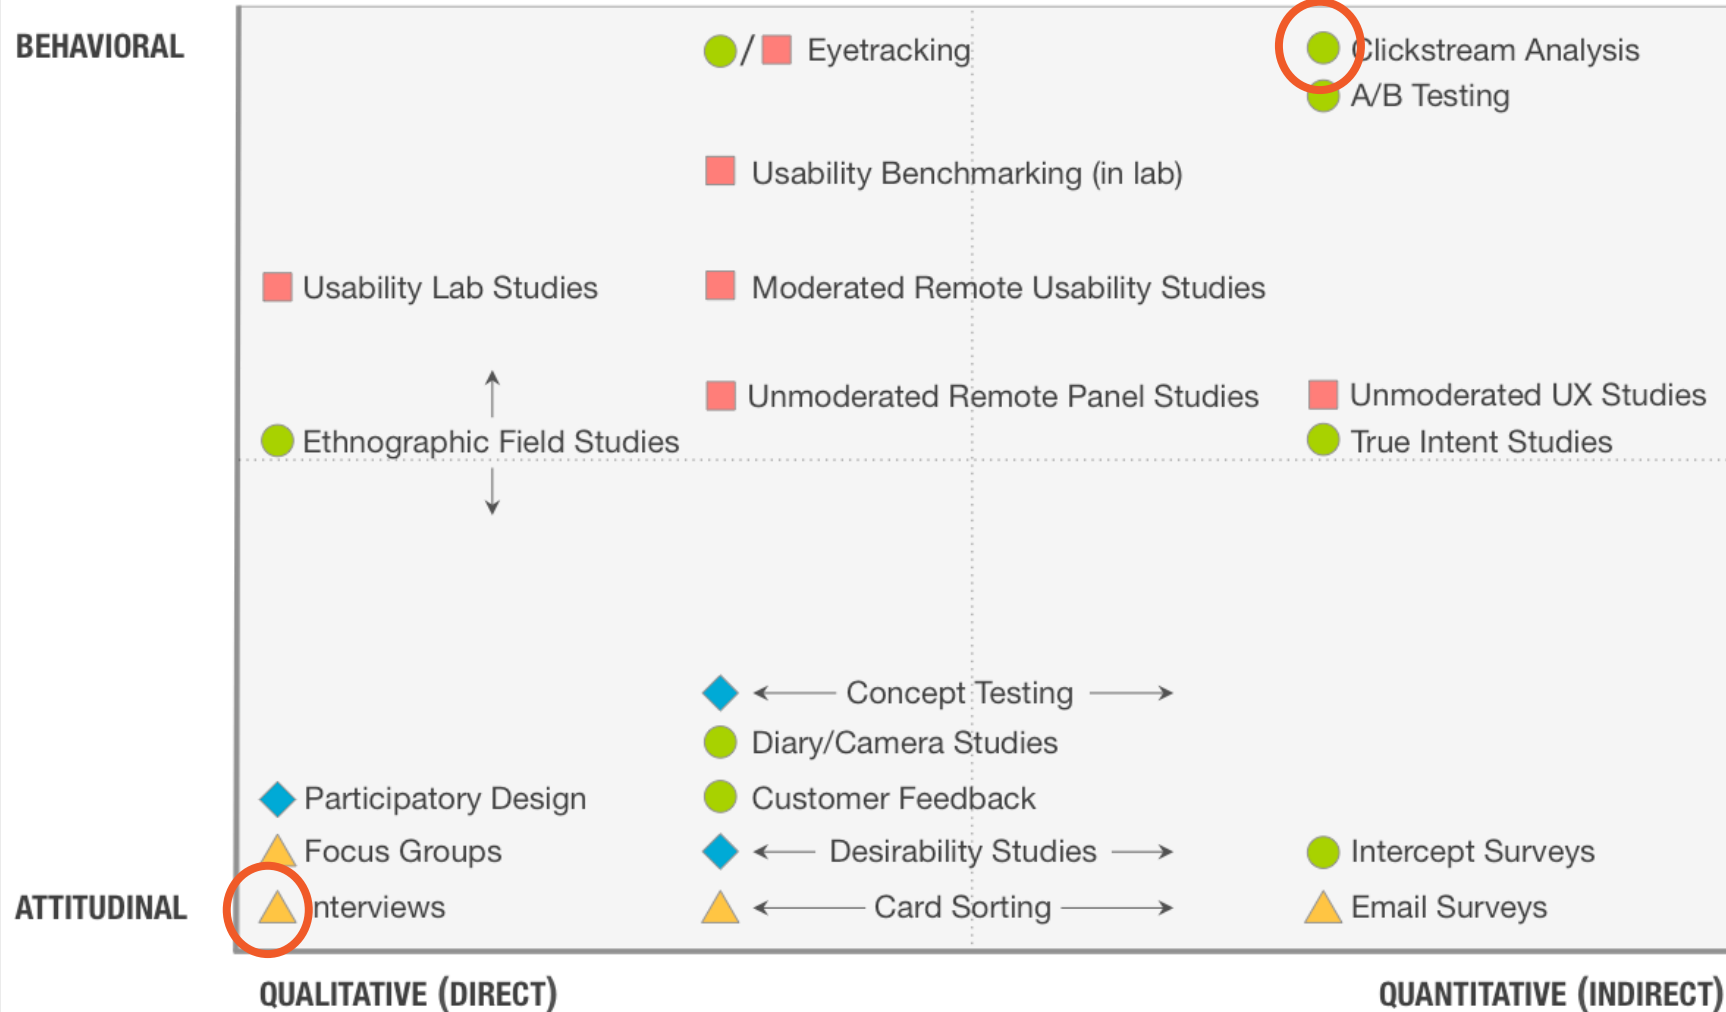 BEHAVIORAL
/ Eyetracking
Clickstream Analysis
A/B Testing
Usability Benchmarking (in lab)
Usability Lab Studies
Moderated Remote Usability Studies
Unmoderated Remote Panel Studies
Unmoderated UX Studies
Ethnographic Field Studies
True Intent Studies
Concept Testing
Diary/Camera Studies
Participatory Design
Customer Feedback
Focus Groups
Desirability Studies
Intercept Surveys
ATTITUDINAL
Interviews
Card Sorting
Email Surveys
QUALITATIVE (DIRECT)
QUANTITATIVE (INDIRECT)